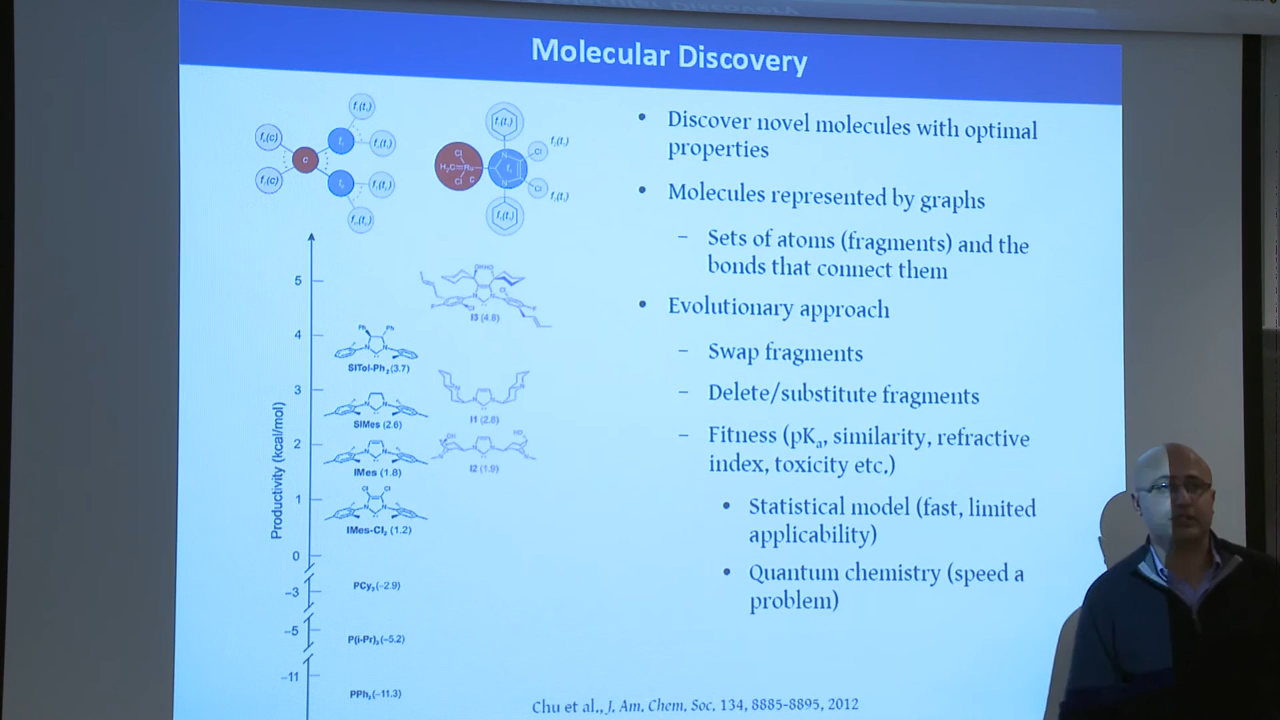 Molecular Discovery
• Discover novel molecules with optimal
properties
• Molecules represented by graphs
– Sets of atoms (fragments) and the
bonds that connect them
• Evolutionary approach
– Swap fragments
– Delete/substitute fragments
– Fitness (pKa, similarity, refractive
index, toxicity etc.)
• Statistical model (fast, limited
applicability)
• Quantum chemistry (speed a
problem)
Productivity (kcal/mol)
5
4
3
2
1
0
−3
−5
−11
I3 (4.8)
Ph Ph
SITol-Ph2 (3.7)
SIMes (2.6)
I1 (2.8)
IMes (1.8)
I2 (1.9)
Cl Cl
IMes-Cl2 (1.2)
PCy3 (−2.9)
P(i-Pr)3 (−5.2)
PPh3 (−11.3)
Chu et al., J. Am. Chem. Soc. 134, 8885-8895, 2012